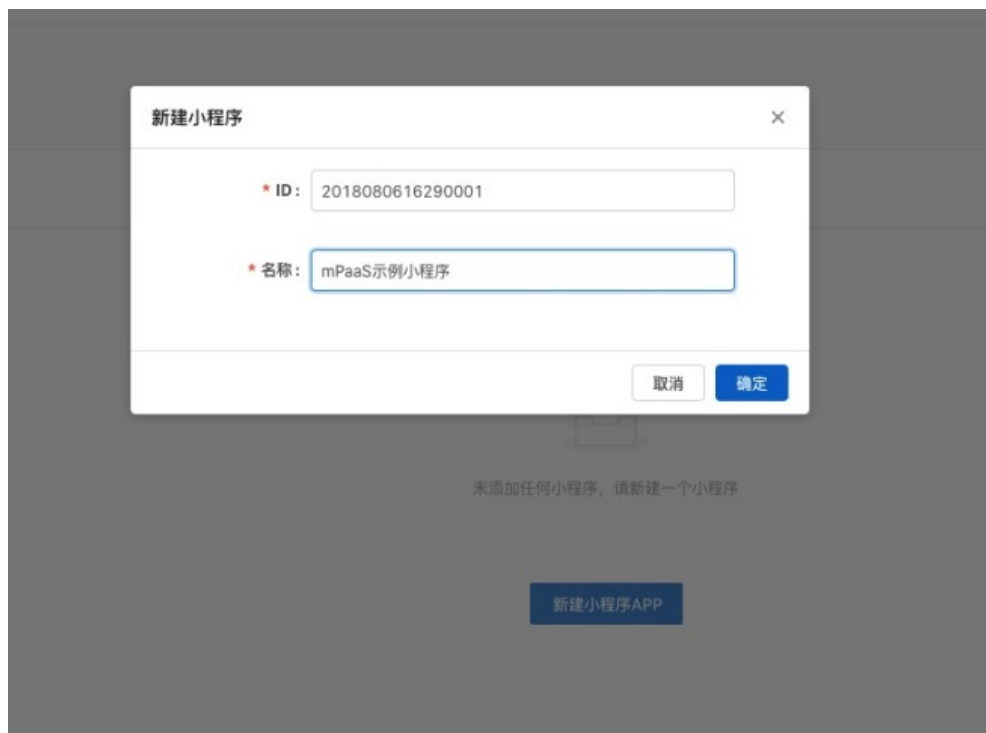 新建小程序
* ID：2018080616290001
* 名称：mPaaS示例小程序
取消 确定
未添加任何小程序，请新建一个小程序
新建小程序APP